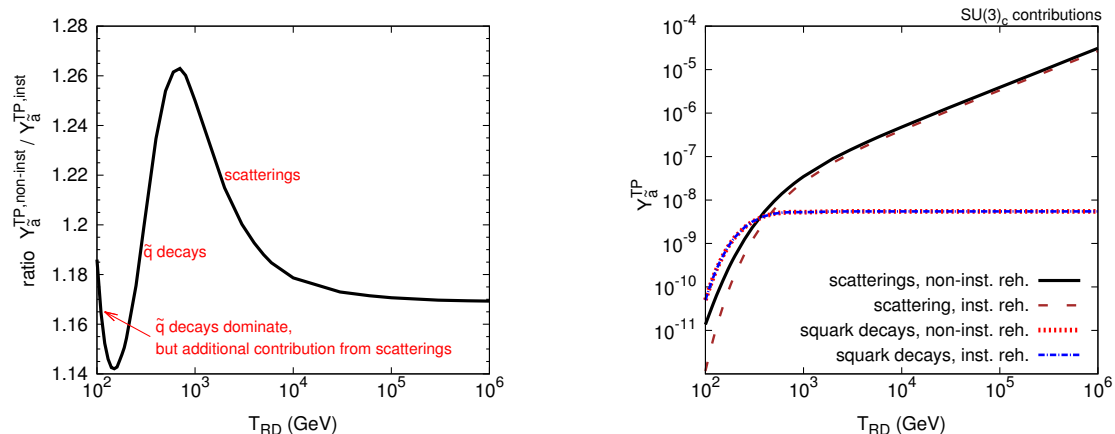 1.28
1.26
1.24
1.22
1.2
1.18
1.16
1.14
ratio Y_ã^TP,non-inst / Y_ã^TP,inst
scatterings
q̃ decays
q̃ decays dominate,
but additional contribution from scatterings
10^2 10^3 10^4 10^5 10^6
T_RD (GeV)
SU(3)_c contributions
10^-4
10^-5
10^-6
10^-7
10^-8
10^-9
10^-10
10^-11
Y_ã^TP
scatterings, non-inst. reh.
scattering, inst. reh.
squark decays, non-inst. reh.
squark decays, inst. reh.
10^2 10^3 10^4 10^5 10^6
T_RD (GeV)